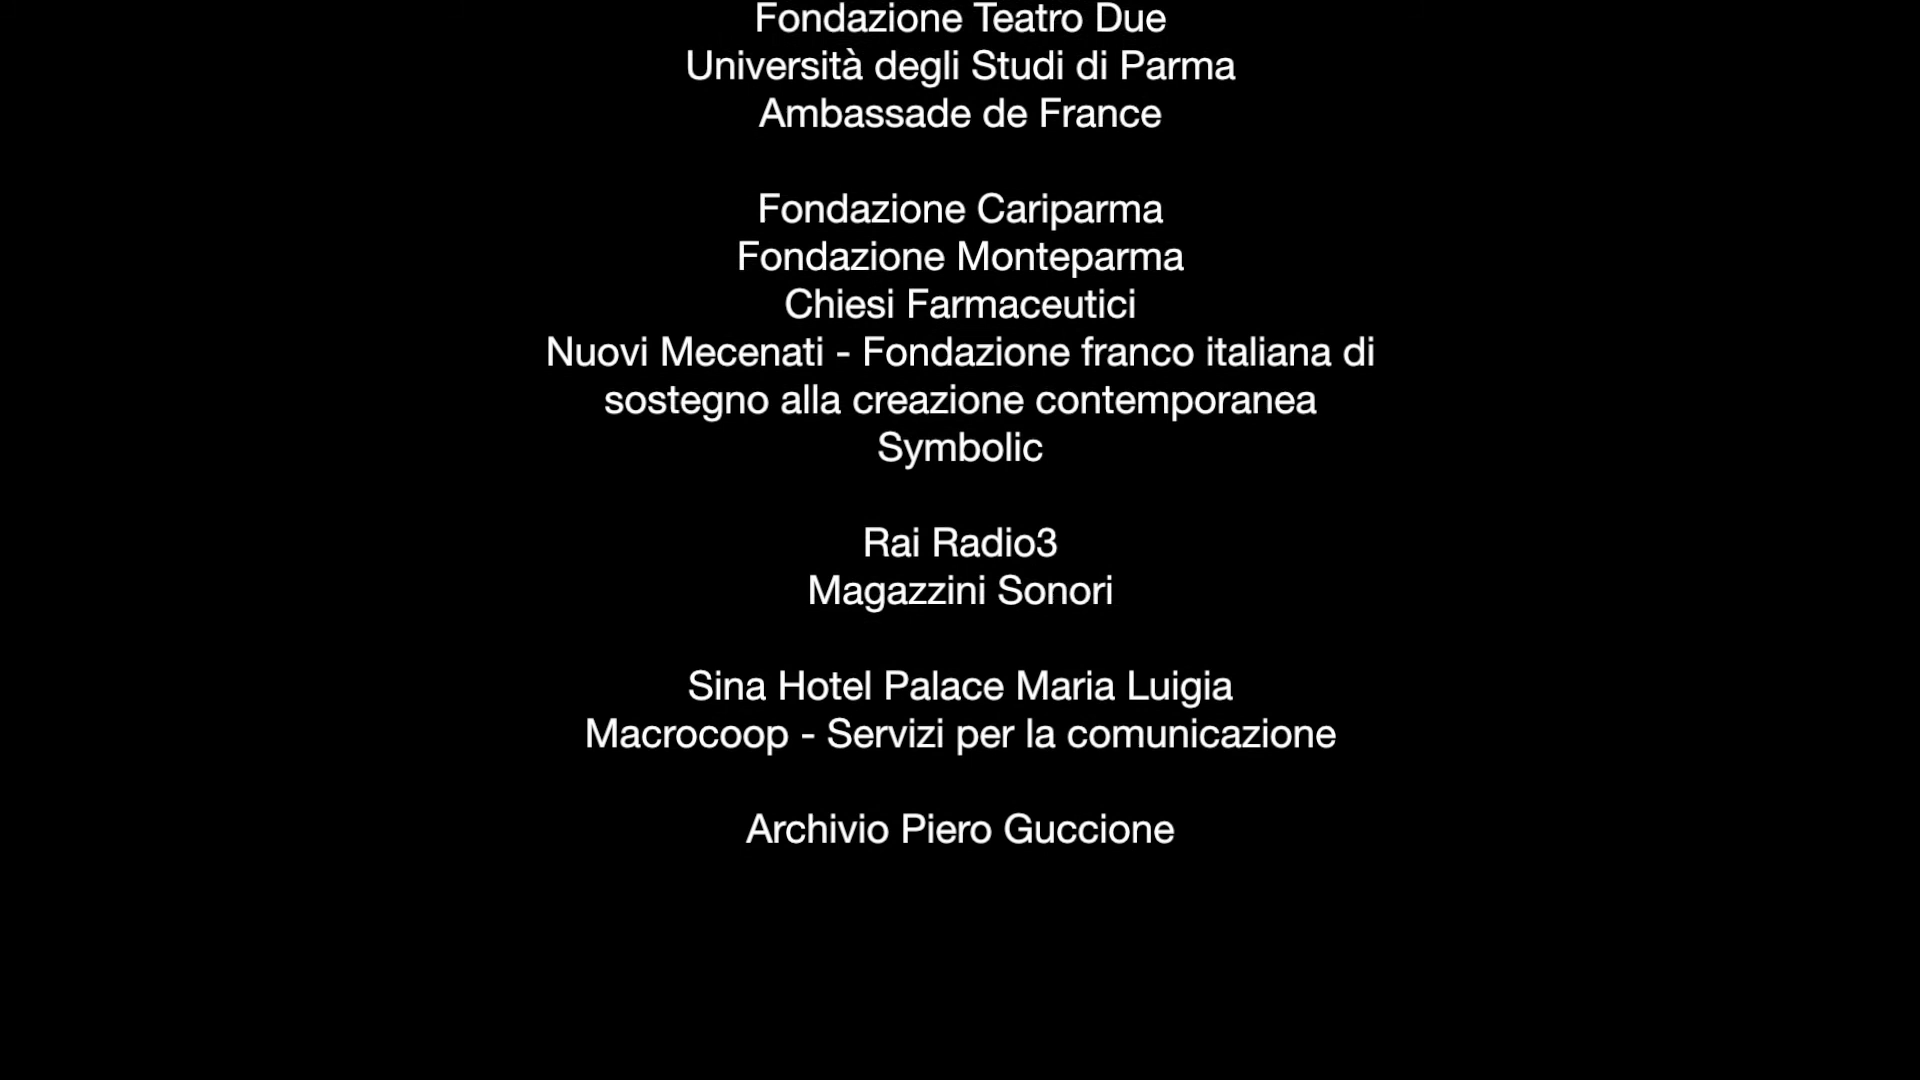 Fondazione Teatro Due
Università degli Studi di Parma
Ambassade de France
Fondazione Cariparma
Fondazione Monteparma
Chiesi Farmaceutici
Nuovi Mecenati - Fondazione franco italiana di
sostegno alla creazione contemporanea
Symbolic
Rai Radio3
Magazzini Sonori
Sina Hotel Palace Maria Luigia
Macrocoop - Servizi per la comunicazione
Archivio Piero Guccione